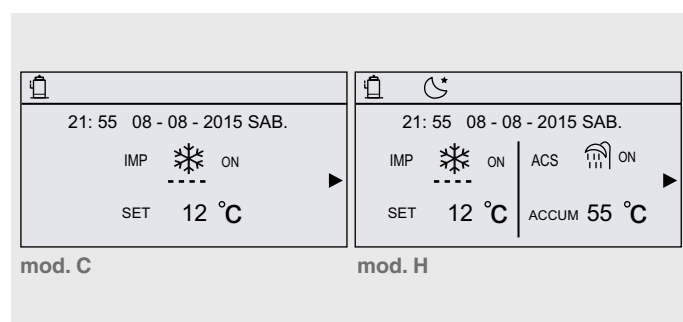 21: 55 08 - 08 - 2015 SAB.
IMP ON
SET 12 °C
mod. C
21: 55 08 - 08 - 2015 SAB.
IMP ON ACS ON
SET 12 °C ACCUM 55 °C
mod. H